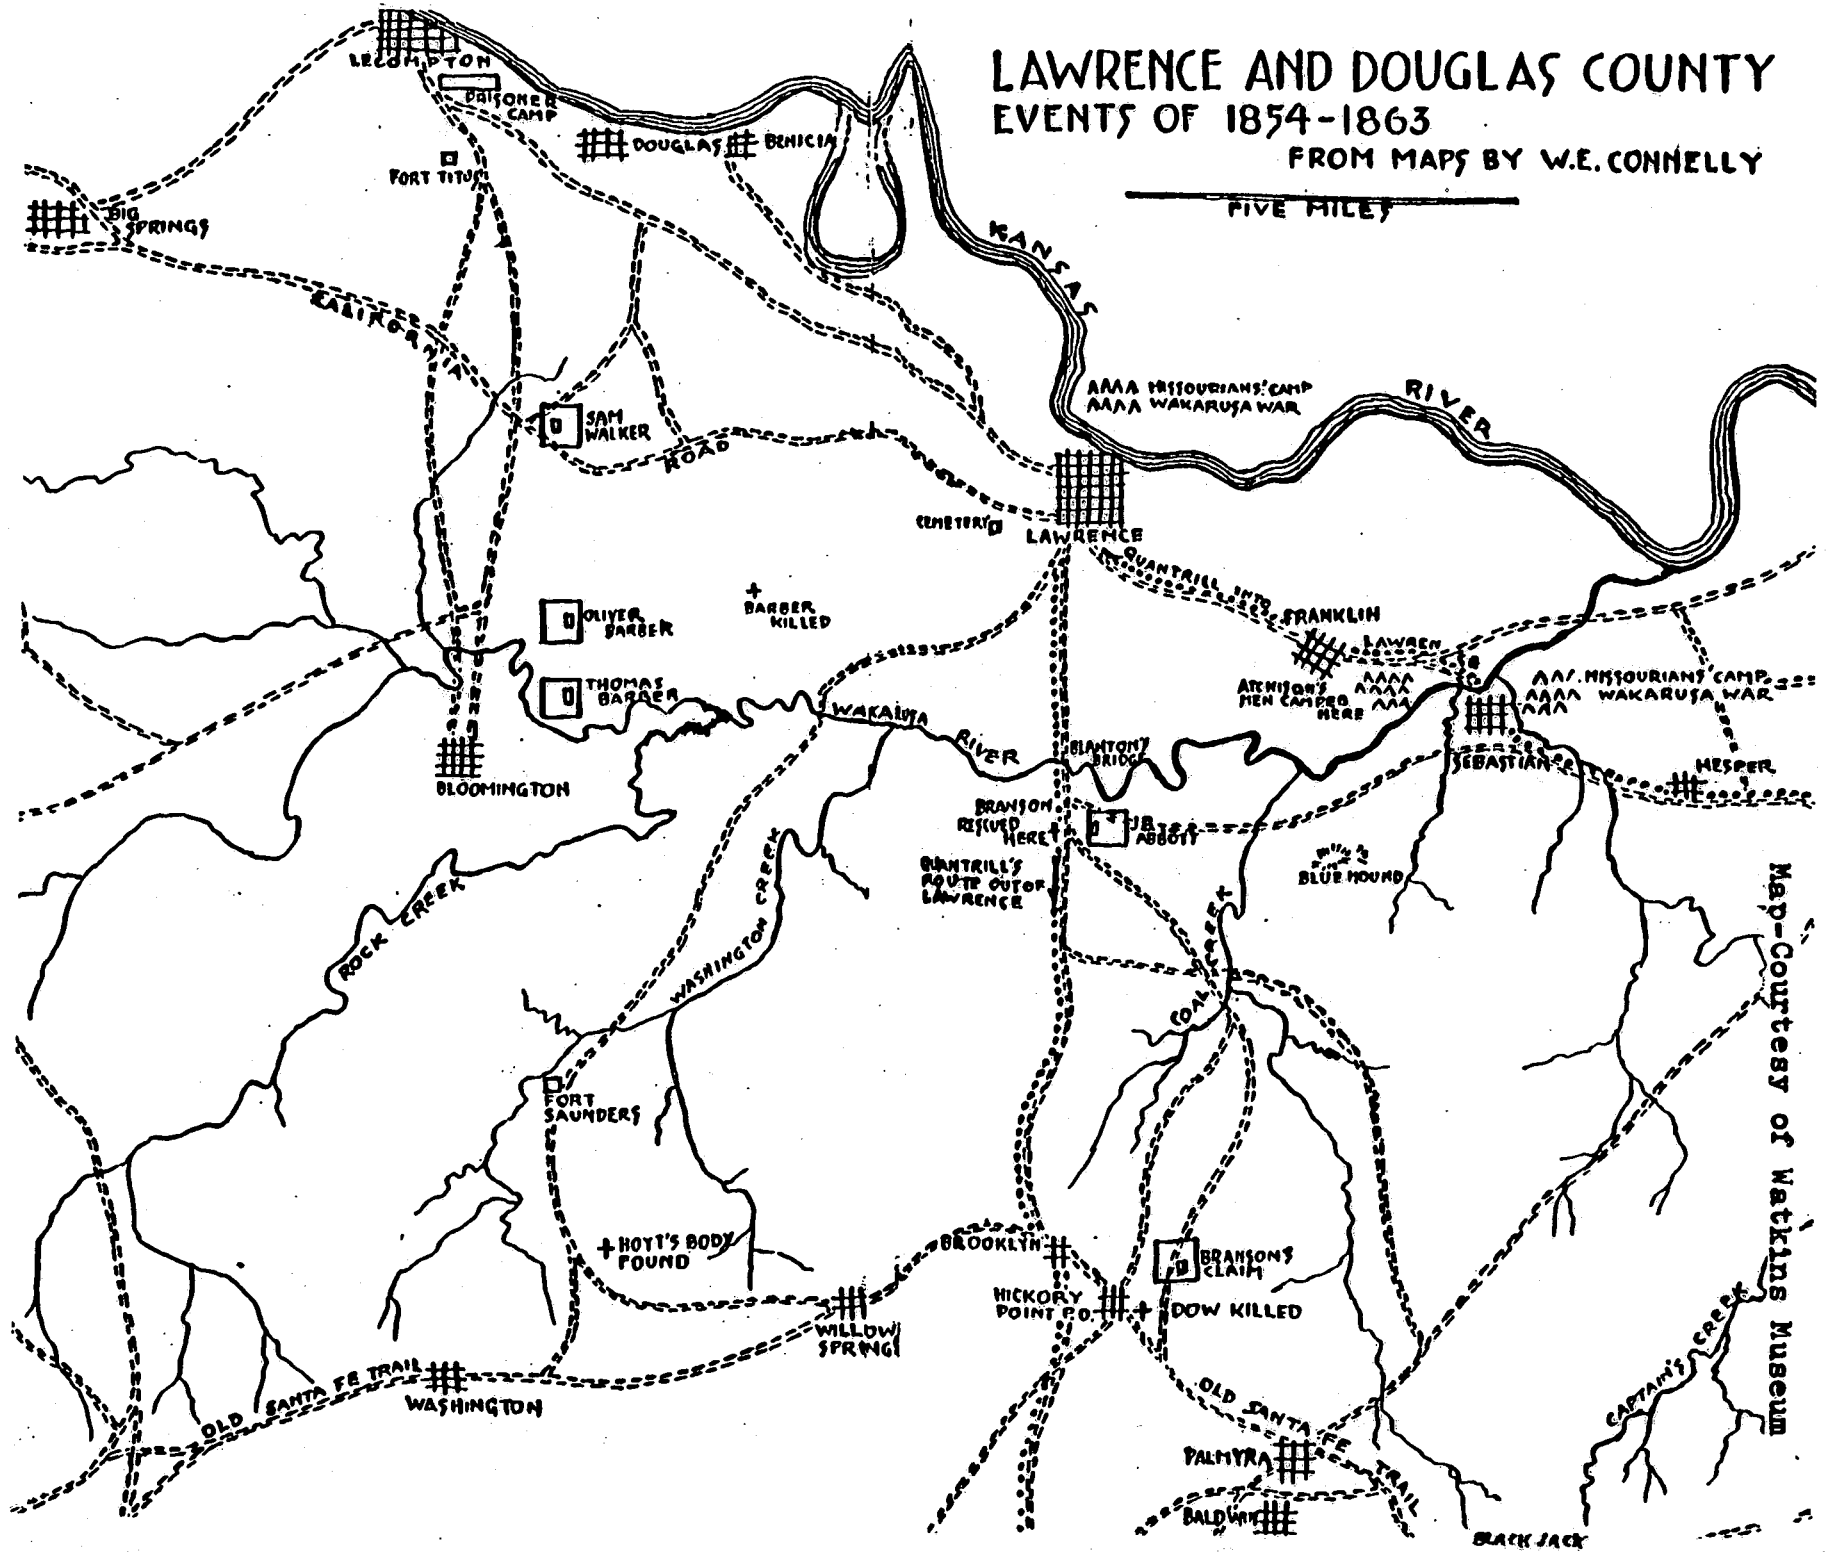 LAWRENCE AND DOUGLAS COUNTY
EVENTS OF 1854-1863
FROM MAPS BY W.E. CONNELLY
FIVE MILES
LECOMPTON
PRISONER
CAMP
DOUGLAS
BENICIA
FORT TITUS
BIG
SPRINGS
KANSAS
CALIFORNIA
MISSOURIANS' CAMP
WAKARUSA WAR
RIVER
SAM
WALKER
ROAD
CEMETERY
LAWRENCE
QUANTRILL INTO
OLIVER
BARBER
BARBER
KILLED
FRANKLIN
LAWREN
THOMAS
BARBER
ATCHISON'S
MEN CAMPED
HERE
MISSOURIANS' CAMP
WAKARUSA WAR
WAKARUSA
RIVER
BLANTON'S
BRIDGE
SEBASTIAN
HESPER
BLOOMINGTON
BRANSON
RESCUED
HERE
J.B.
ABBOTT
QUANTRILL'S
ROUTE OUT OF
LAWRENCE
BLUE MOUND
ROCK CREEK
WASHINGTON CREEK
COAL CREEK
FORT
SAUNDERS
HOYT'S BODY
FOUND
BROOKLYN
BRANSON'S
CLAIM
HICKORY
POINT P.O.
DOW KILLED
WILLOW
SPRING
OLD SANTA FE TRAIL
WASHINGTON
OLD SANTA FE TRAIL
CAPTAIN'S CREEK
PALMYRA
BALDWIN
BLACK JACK
Map-Courtesy of Watkins Museum